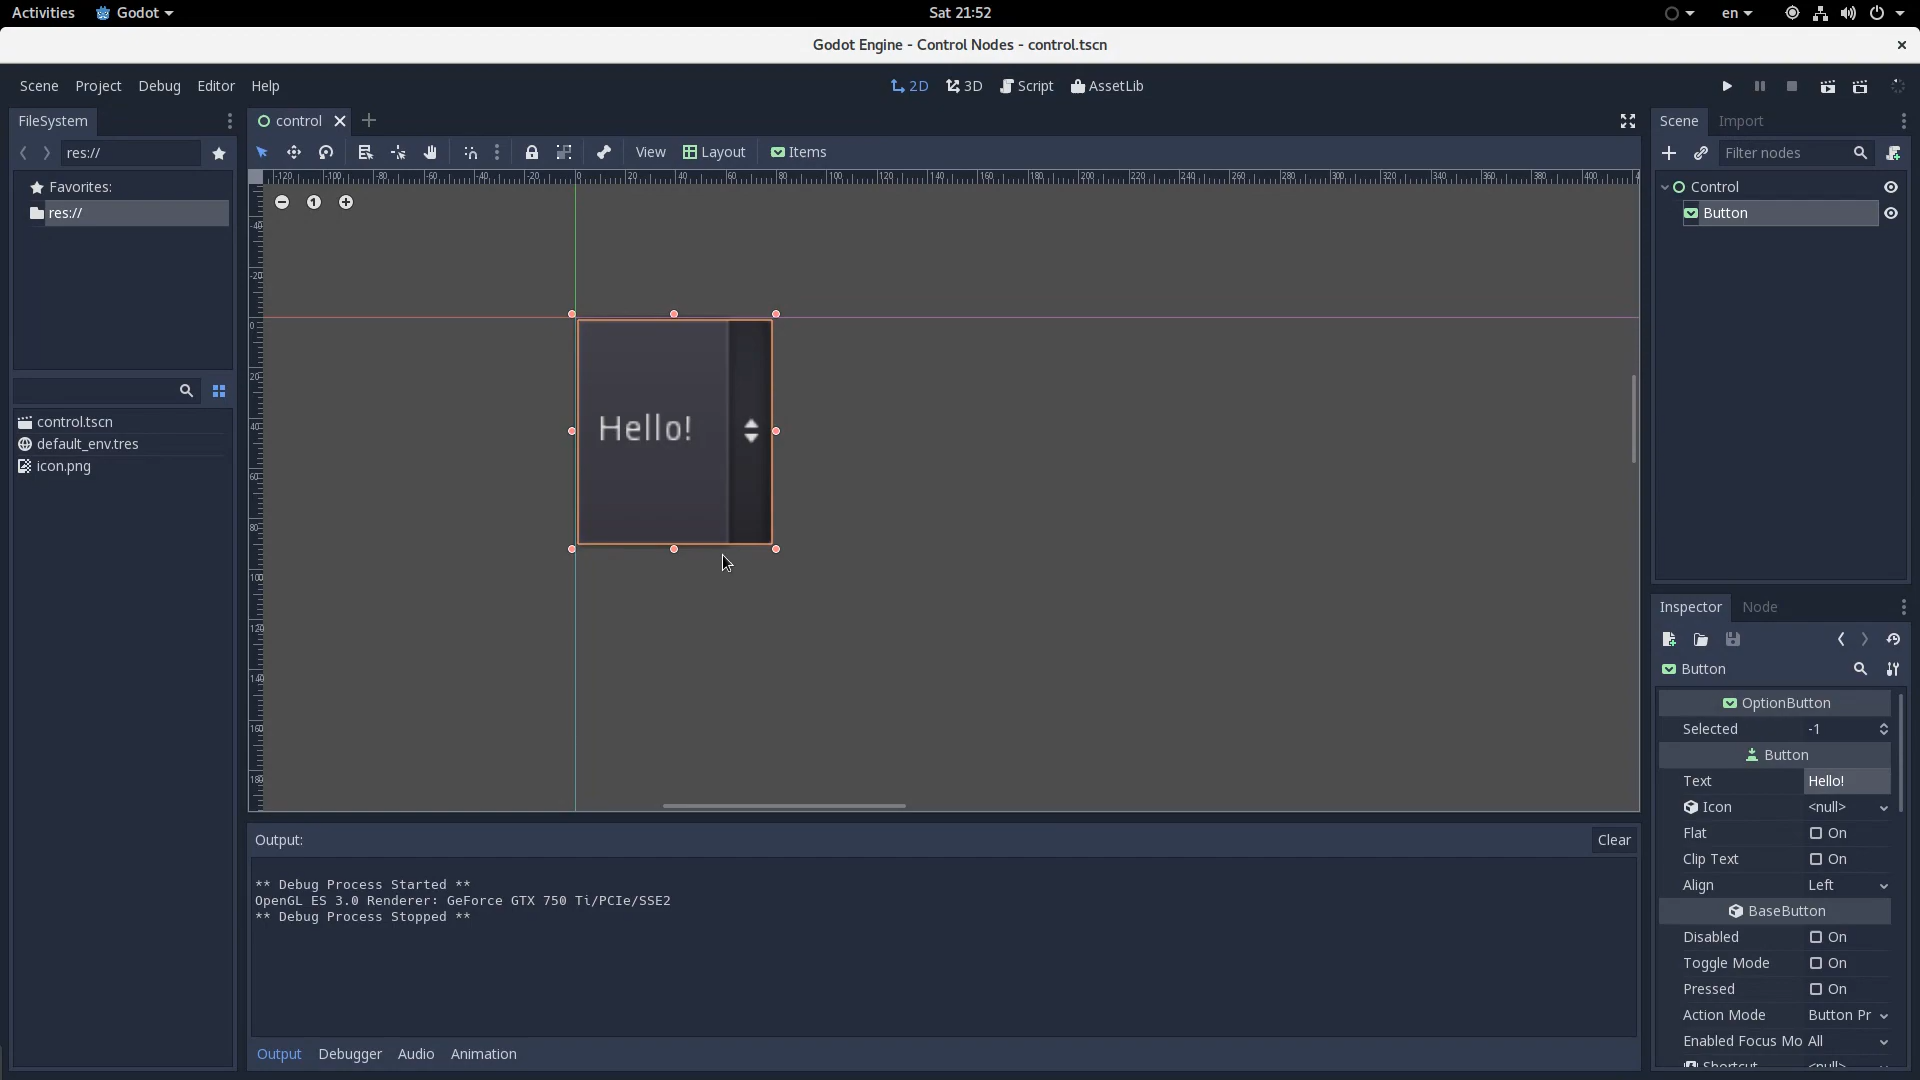 Activities Godot Sat 21:52 en
Godot Engine - Control Nodes - control.tscn
Scene Project Debug Editor Help 2D 3D Script AssetLib
FileSystem
res://
Favorites:
res://
control.tscn
default_env.tres
icon.png
control
View Layout Items
Hello!
Output:
Clear
** Debug Process Started **
OpenGL ES 3.0 Renderer: GeForce GTX 750 Ti/PCIe/SSE2
** Debug Process Stopped **
Output Debugger Audio Animation
Scene Import
Filter nodes
Control
Button
Inspector Node
Button
OptionButton
Selected -1
Button
Text Hello!
Icon <null>
Flat On
Clip Text On
Align Left
BaseButton
Disabled On
Toggle Mode On
Pressed On
Action Mode Button Pr
Enabled Focus Mo All